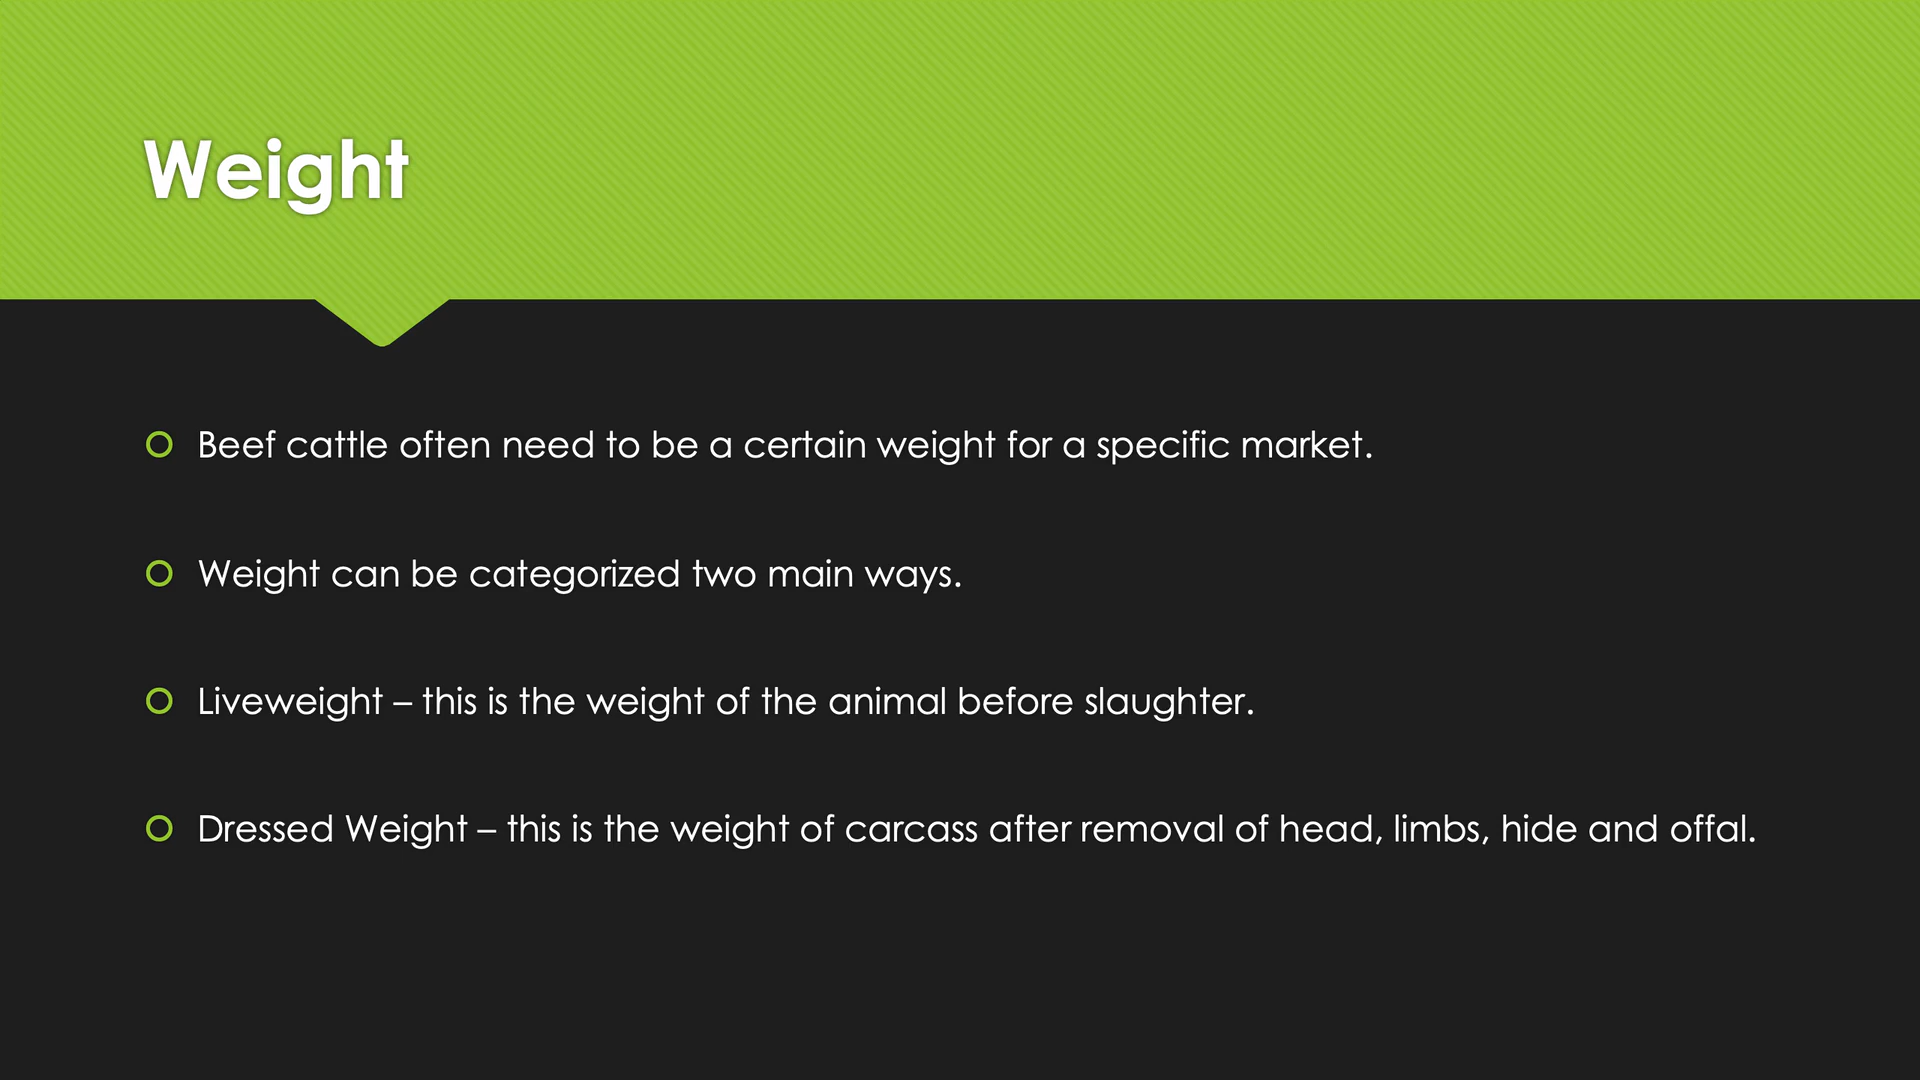 Weight
Beef cattle often need to be a certain weight for a specific market.
Weight can be categorized two main ways.
Liveweight – this is the weight of the animal before slaughter.
Dressed Weight – this is the weight of carcass after removal of head, limbs, hide and offal.